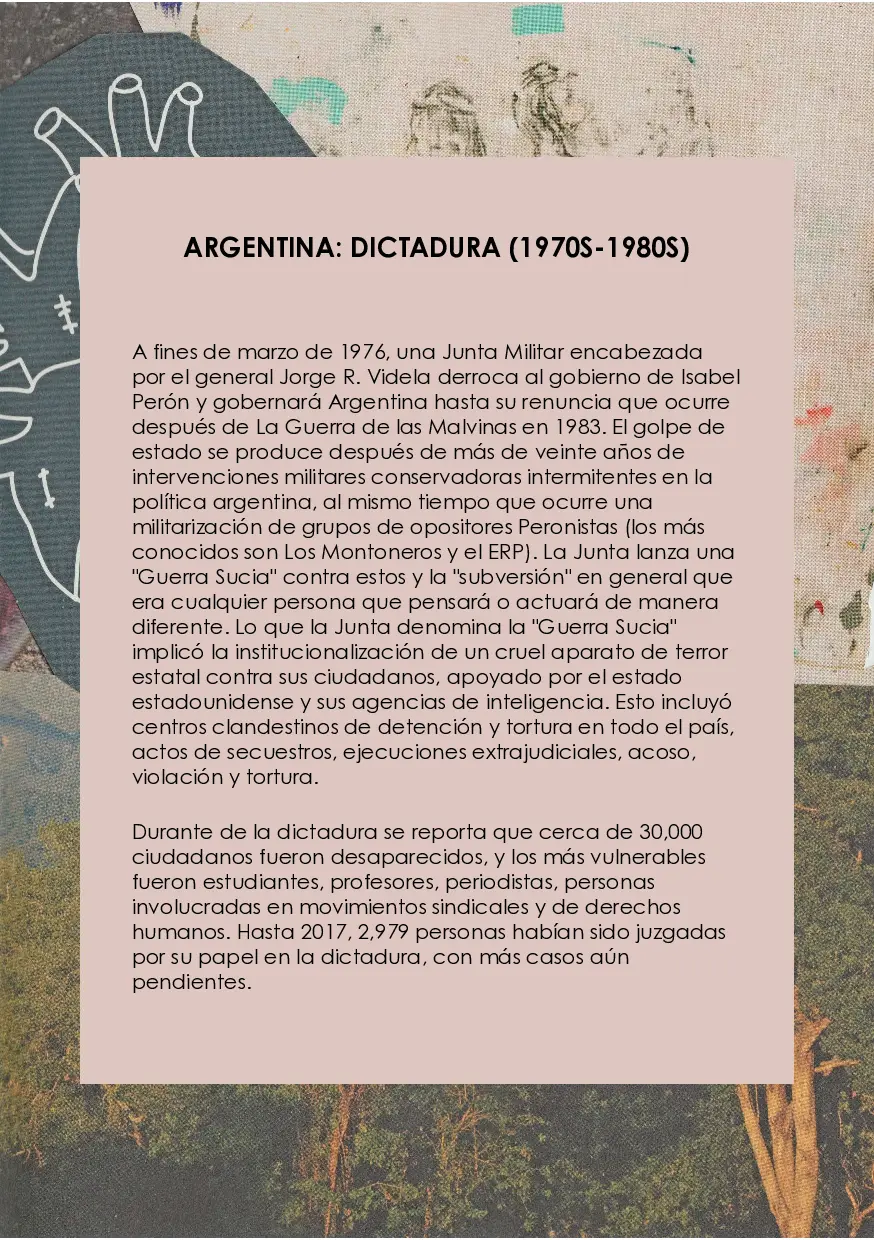 ARGENTINA: DICTADURA (1970S-1980S)
A fines de marzo de 1976, una Junta Militar encabezada
por el general Jorge R. Videla derroca al gobierno de Isabel
Perón y gobernará Argentina hasta su renuncia que ocurre
después de La Guerra de las Malvinas en 1983. El golpe de
estado se produce después de más de veinte años de
intervenciones militares conservadoras intermitentes en la
política argentina, al mismo tiempo que ocurre una
militarización de grupos de opositores Peronistas (los más
conocidos son Los Montoneros y el ERP). La Junta lanza una
"Guerra Sucia" contra estos y la "subversión" en general que
era cualquier persona que pensará o actuará de manera
diferente. Lo que la Junta denomina la "Guerra Sucia"
implicó la institucionalización de un cruel aparato de terror
estatal contra sus ciudadanos, apoyado por el estado
estadounidense y sus agencias de inteligencia. Esto incluyó
centros clandestinos de detención y tortura en todo el país,
actos de secuestros, ejecuciones extrajudiciales, acoso,
violación y tortura.
Durante de la dictadura se reporta que cerca de 30,000
ciudadanos fueron desaparecidos, y los más vulnerables
fueron estudiantes, profesores, periodistas, personas
involucradas en movimientos sindicales y de derechos
humanos. Hasta 2017, 2,979 personas habían sido juzgadas
por su papel en la dictadura, con más casos aún
pendientes.